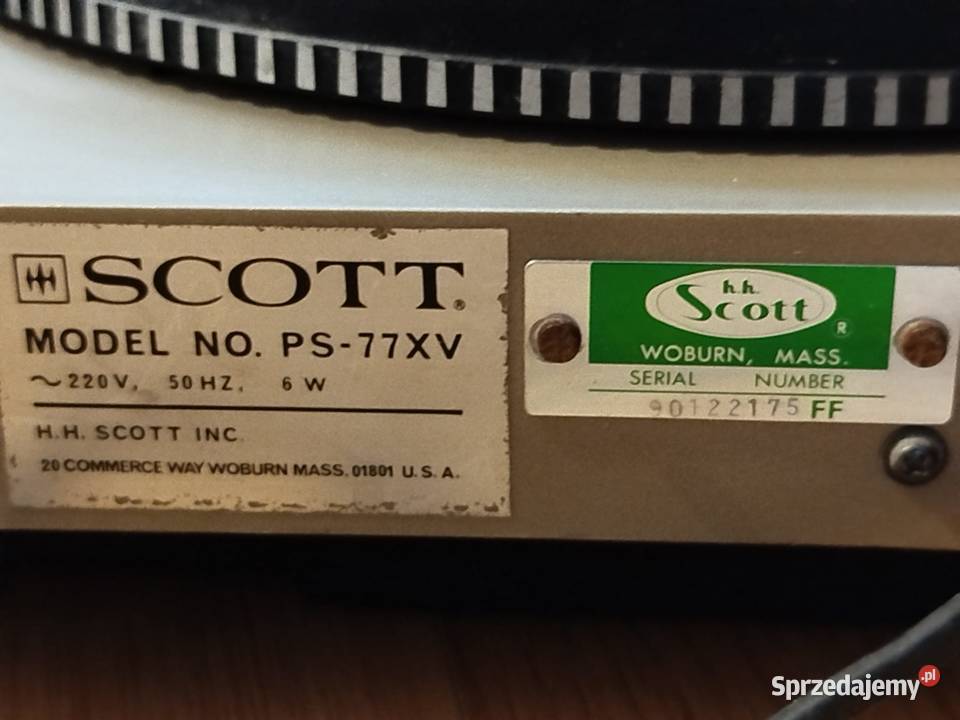 HH SCOTT®
MODEL NO. PS-77XV
~220V, 50HZ, 6 W
H.H. SCOTT INC
20 COMMERCE WAY WOBURN MASS. 01801 U.S.A.
h.h.
Scott ®
WOBURN, MASS.
SERIAL NUMBER
90122175 FF
Sprzedajemy.pl